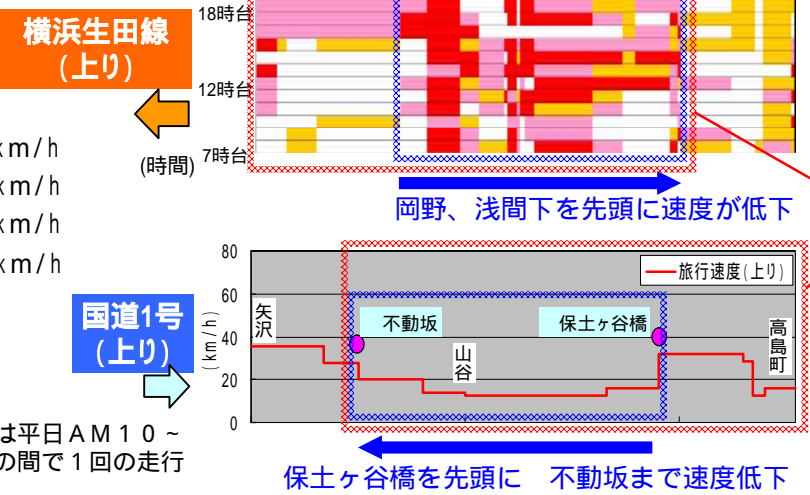 横浜生田線
(上り)
18時台
12時台
7時台
(時間)
km/h
km/h
km/h
km/h
岡野、浅間下を先頭に速度が低下
国道1号
(上り)
(km/h)
80
60
40
20
0
旅行速度(上り)
矢沢
不動坂
山谷
保土ヶ谷橋
高島町
は平日AM10~
の間で1回の走行
保土ヶ谷橋を先頭に 不動坂まで速度低下